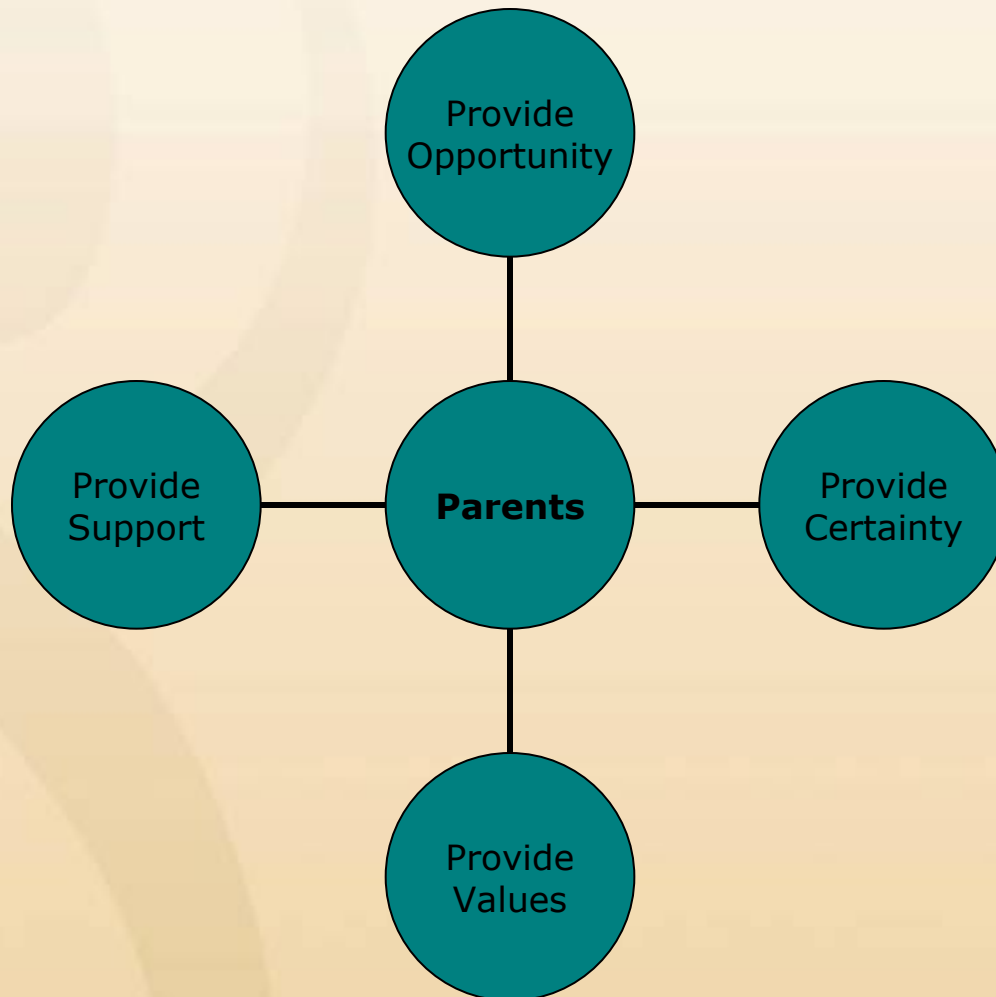 Provide
Opportunity
Provide
Support
Parents
Provide
Certainty
Provide
Values